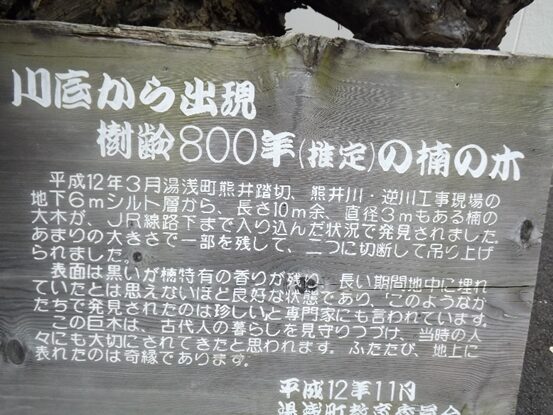 川底から出現
樹齢800年(推定)の楠の木
平成12年3月湯浅町熊井踏切、熊井川・逆川工事現場の
地下6mシルト層から、長さ10m余、直径3mもある楠の
大木が、JR線路下まで入り込んだ状況で発見されました。
あまりの大きさで一部を残して、二つに切断して吊り上げ
られました。
表面は黒いが楠特有の香りが残り、長い期間地中に埋れ
ていたとは思えないほど良好な状態であり、このようなか
たちで発見されたのは珍しいと専門家にも言われています。
この巨木は、古代人の暮らしを見守りつづけ、当時の人
々にも大切にされてきたと思われます。ふたたび、地上に
表れたのは奇縁であります。
平成12年11月
湯浅町教育委員会